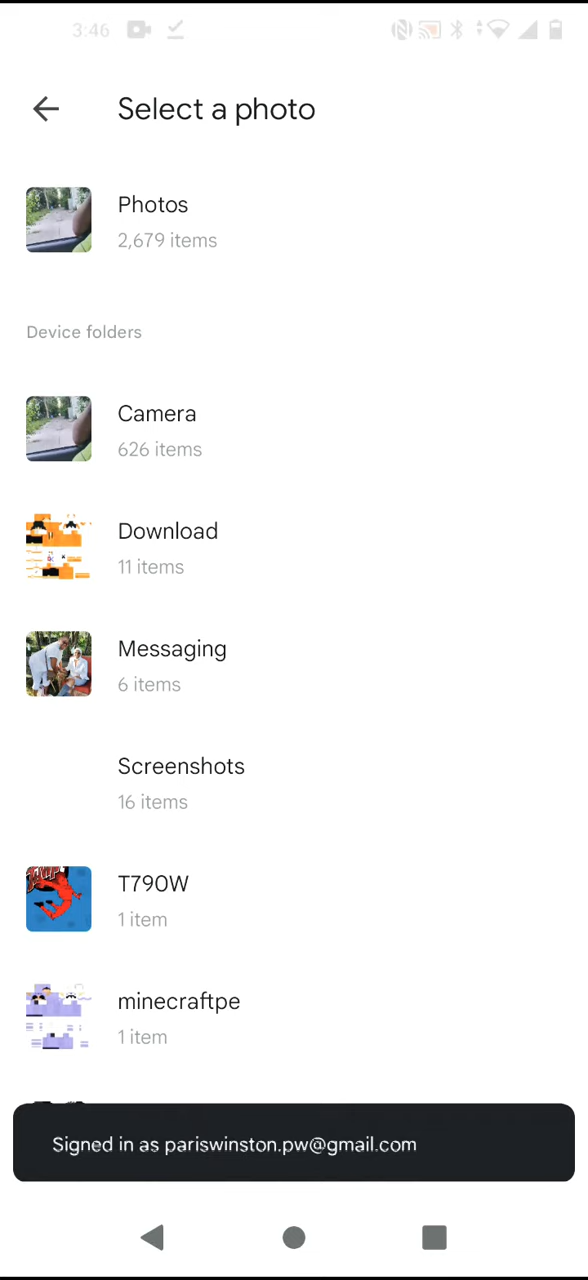 3:46
Select a photo
Photos
2,679 items
Device folders
Camera
626 items
Download
11 items
Messaging
6 items
Screenshots
16 items
T790W
1 item
minecraftpe
1 item
Signed in as pariswinston.pw@gmail.com